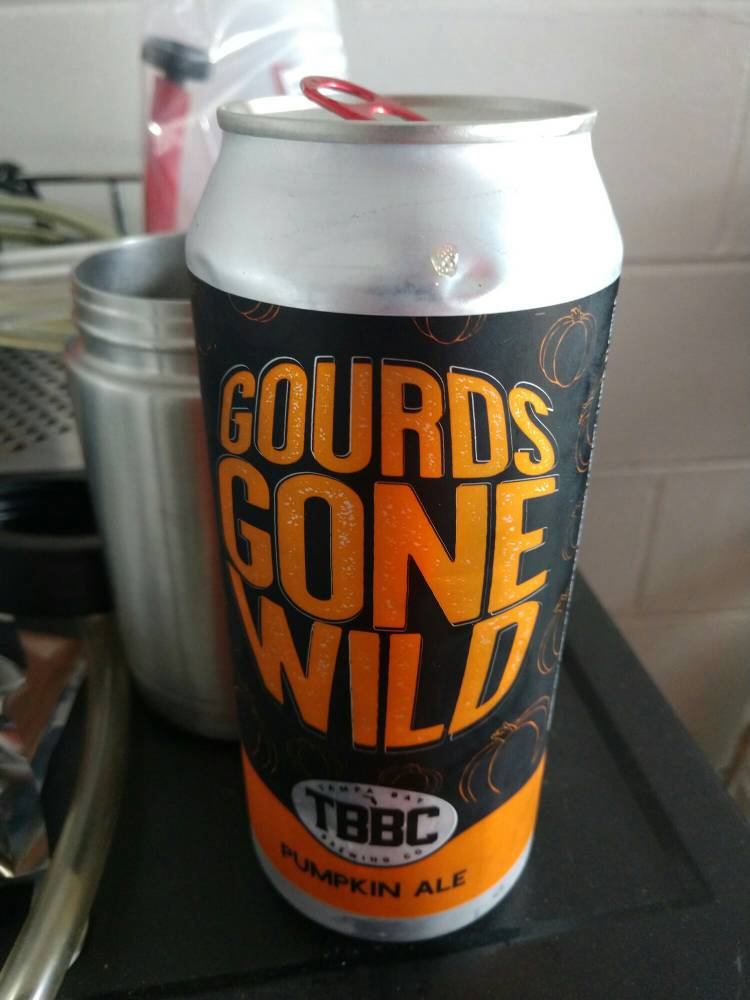 GOURDS
GONE
WILD
TAMPA BAY
TBBC
BREWING CO
PUMPKIN ALE